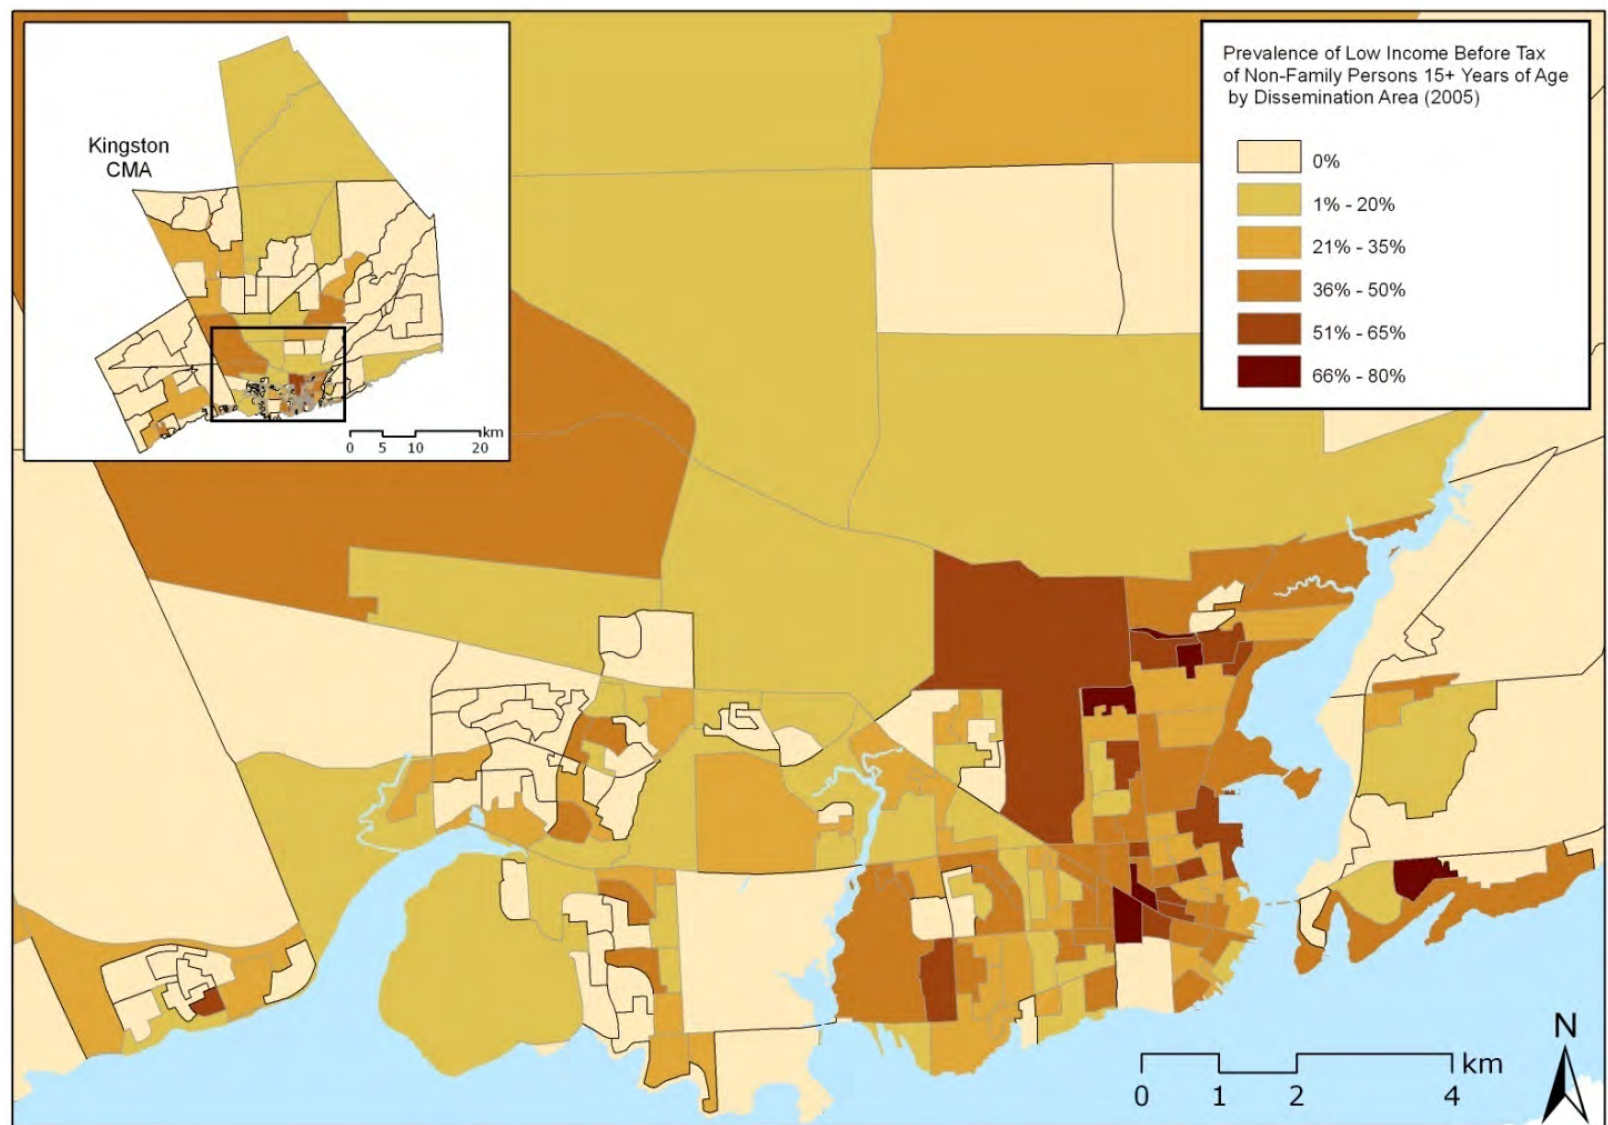 Kingston
CMA
km
0 5 10 20
Prevalence of Low Income Before Tax
of Non-Family Persons 15+ Years of Age
by Dissemination Area (2005)
0%
1% - 20%
21% - 35%
36% - 50%
51% - 65%
66% - 80%
N
km
0 1 2 4